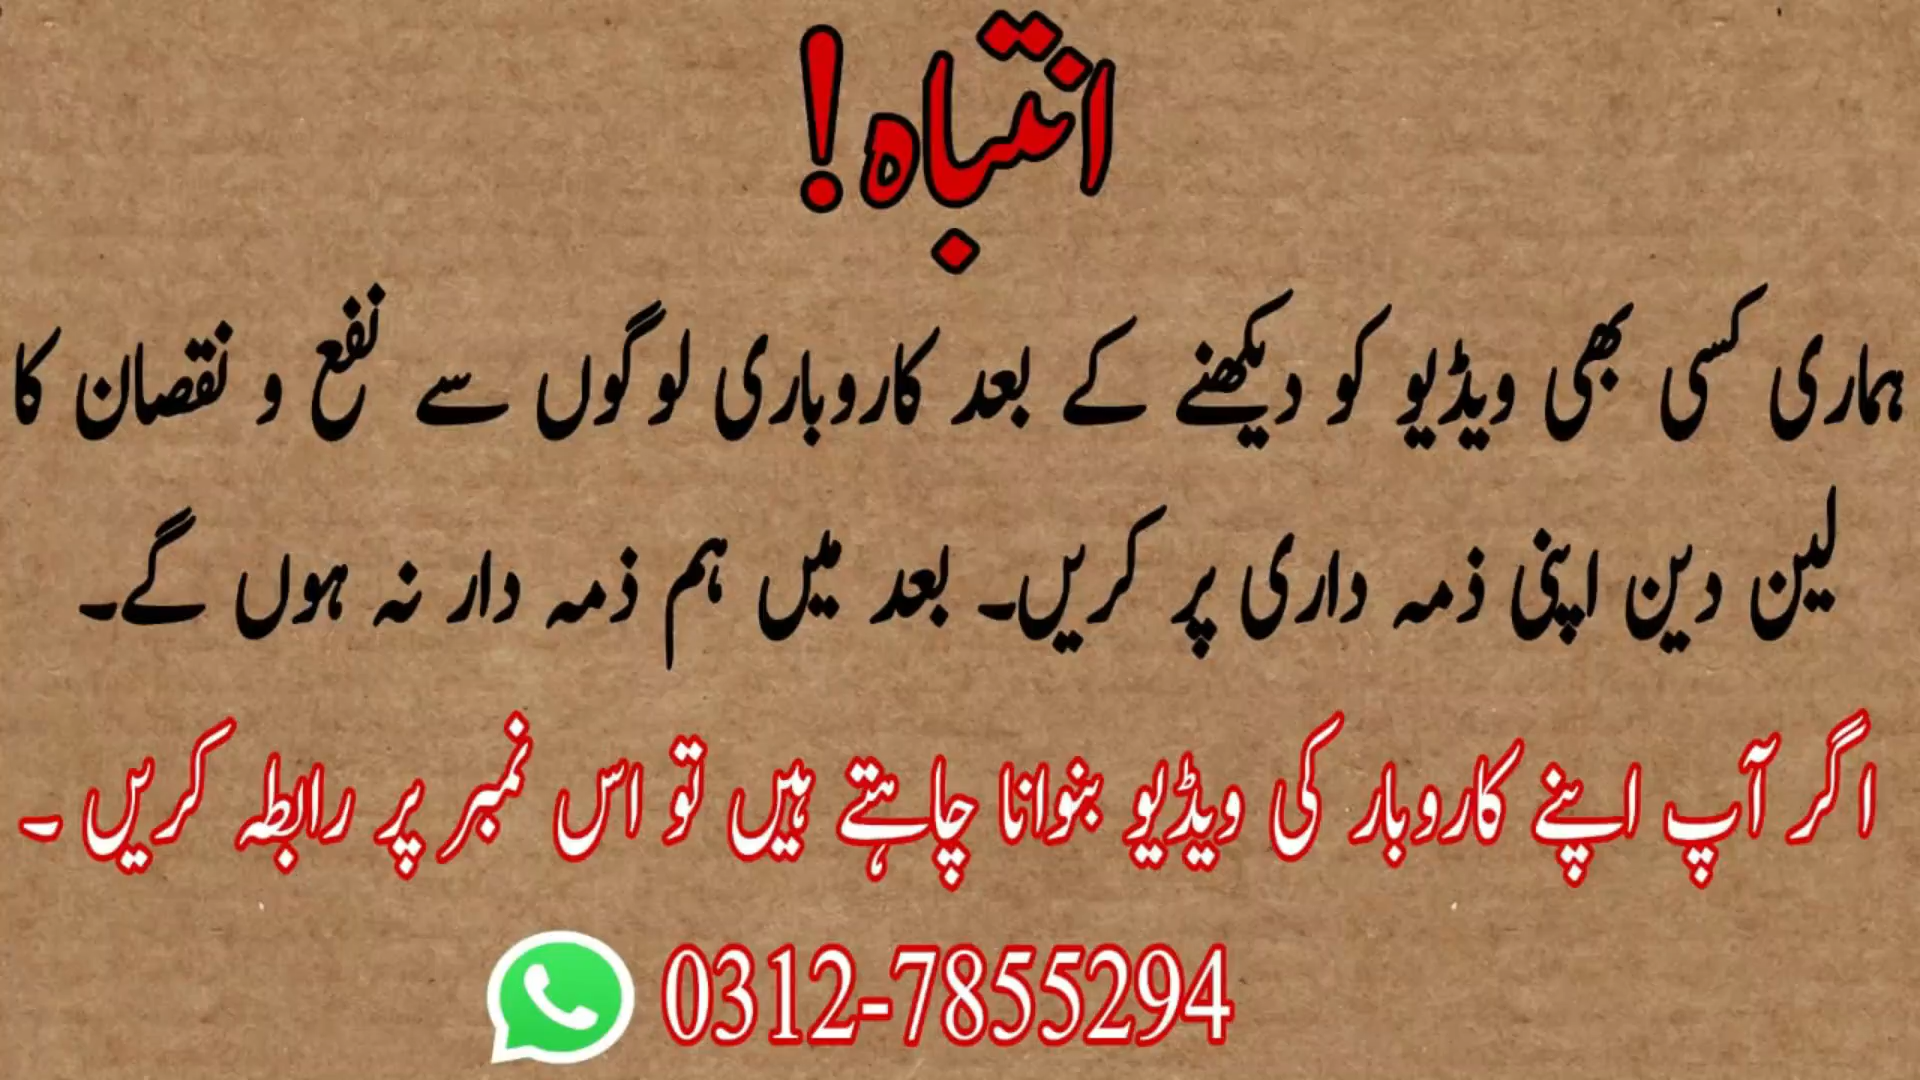 انتباہ!
ہماری کسی بھی ویڈیو کو دیکھنے کے بعد کاروباری لوگوں سے نفع و نقصان کا
لین دین اپنی ذمہ داری پر کریں۔ بعد میں ہم ذمہ دار نہ ہوں گے۔
اگر آپ اپنے کاروبار کی ویڈیو بنوانا چاہتے ہیں تو اس نمبر پر رابطہ کریں ۔
0312-7855294